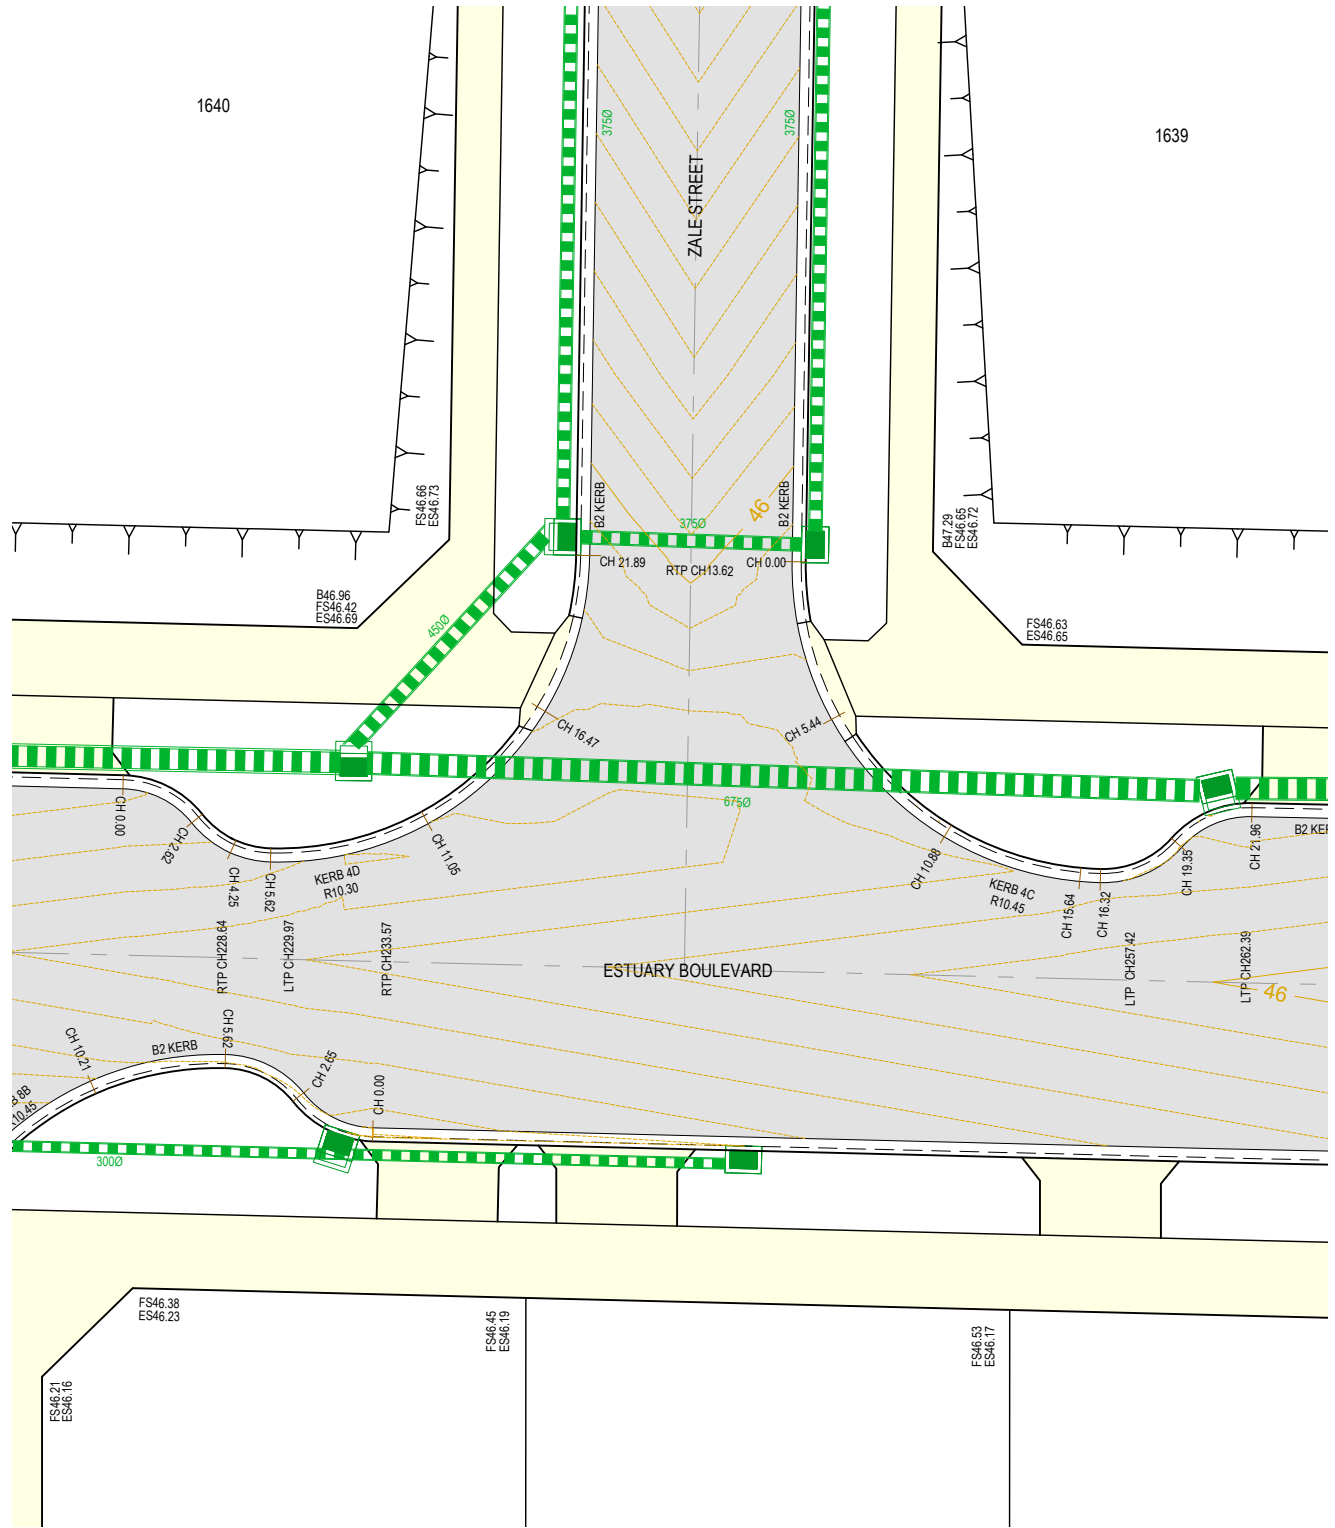 1640
1639
375Ø
375Ø
ZALE STREET
FS46.66
ES46.73
B2 KERB
375Ø
46
B2 KERB
B47.29
FS46.65
ES46.72
CH 21.89
RTP CH13.62
CH 0.00
B46.96
FS46.42
ES46.69
450Ø
FS46.63
ES46.65
CH 16.47
CH 5.44
675Ø
CH 0.00
CH 2.62
CH 4.25
CH 5.62
KERB 4D
R10.30
CH 11.05
CH 10.88
KERB 4C
R10.45
CH 15.64
CH 16.32
CH 19.35
CH 21.96
B2 KER
RTP CH228.94
LTP CH229.97
RTP CH233.57
ESTUARY BOULEVARD
LTP CH257.42
LTP CH262.39
46
CH 10.21
B2 KERB
CH 5.62
CH 2.65
CH 0.00
B 8B
R10.45
300Ø
FS46.38
ES46.23
FS46.45
ES46.19
FS46.53
ES46.17
FS46.21
ES46.16